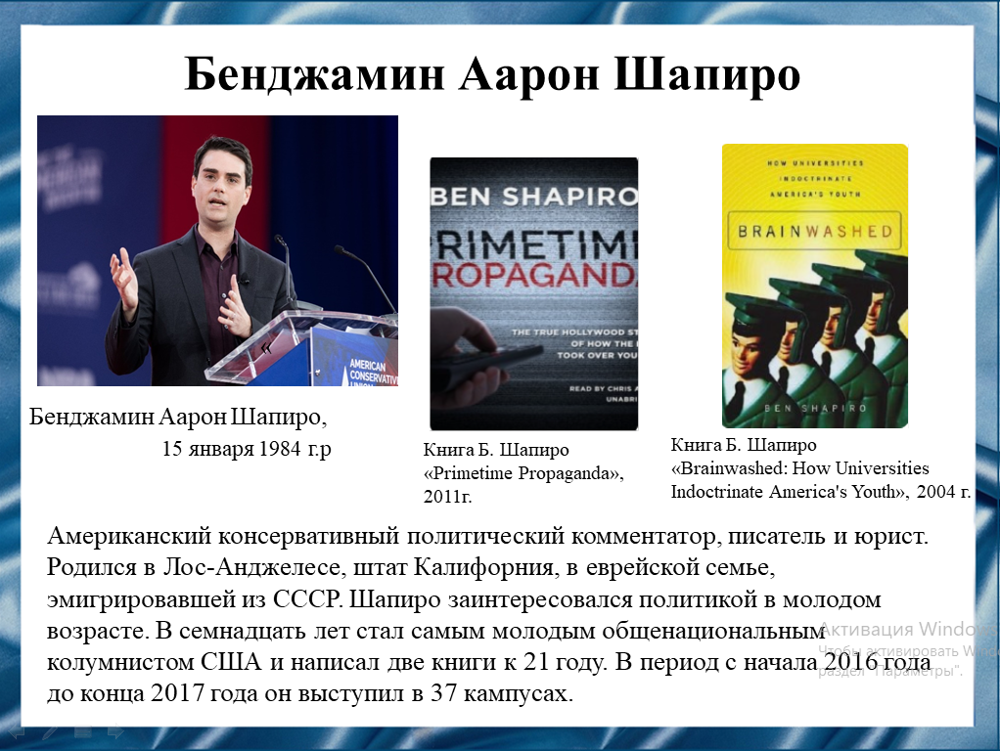 Бенджамин Аарон Шапиро
«
AMERICAN
CONSERVATIVE
UNION
BEN SHAPIRO
PRIMETIM
ROPAGAND
THE TRUE HOLLYWOOD ST
OF HOW THE
TOOK OVER YOU
READ BY CHRIS A
UNABRI
HOW UNIVERSITIES
INDOCTRINATE
AMERICA'S YOUTH
BRAINWASHED
BEN SHAPIRO
Бенджамин Аарон Шапиро,
15 января 1984 г.р
Книга Б. Шапиро
«Primetime Propaganda»,
2011г.
Книга Б. Шапиро
«Brainwashed: How Universities
Indoctrinate America's Youth», 2004 г.
Американский консервативный политический комментатор, писатель и юрист.
Родился в Лос-Анджелесе, штат Калифорния, в еврейской семье,
эмигрировавшей из СССР. Шапиро заинтересовался политикой в молодом
возрасте. В семнадцать лет стал самым молодым общенациональным
колумнистом США и написал две книги к 21 году. В период с начала 2016 года
до конца 2017 года он выступил в 37 кампусах.
Активация Windows
Чтобы активировать Win
раздел "Параметры".